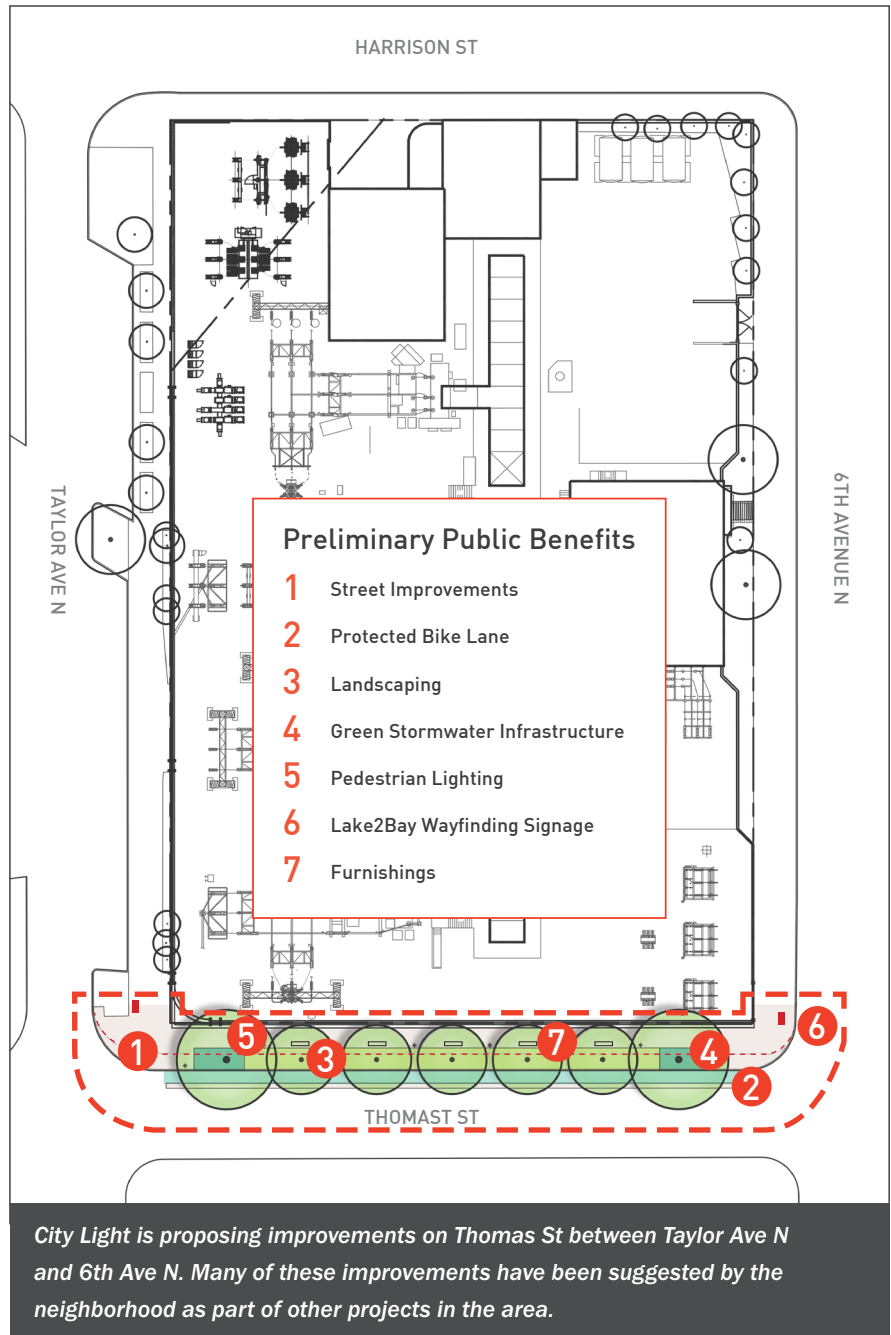 HARRISON ST
TAYLOR AVE N
6TH AVENUE N
Preliminary Public Benefits
1 Street Improvements
2 Protected Bike Lane
3 Landscaping
4 Green Stormwater Infrastructure
5 Pedestrian Lighting
6 Lake2Bay Wayfinding Signage
7 Furnishings
1
5
3
7
4
6
2
THOMAST ST
City Light is proposing improvements on Thomas St between Taylor Ave N
and 6th Ave N. Many of these improvements have been suggested by the
neighborhood as part of other projects in the area.